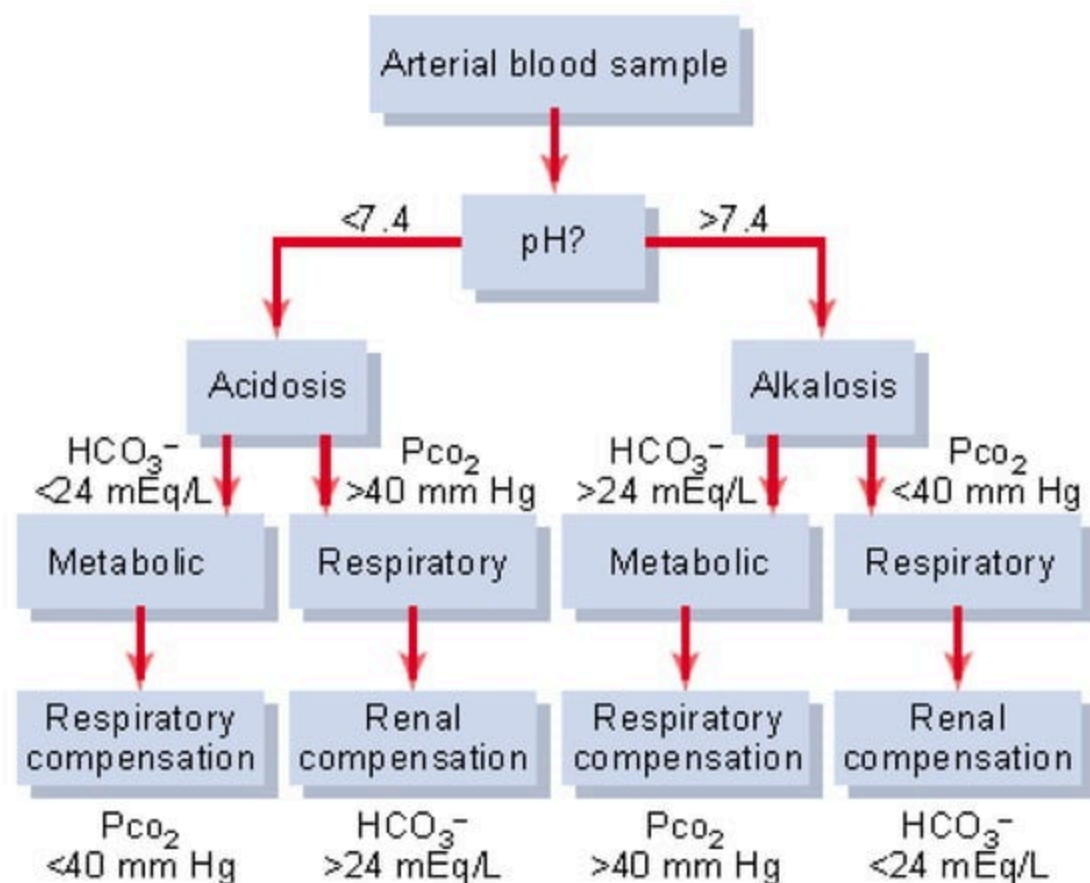 Arterial blood sample
pH?
<7.4
>7.4
Acidosis
Alkalosis
HCO₃⁻
<24 mEq/L
Pco₂
>40 mm Hg
HCO₃⁻
>24 mEq/L
Pco₂
<40 mm Hg
Metabolic
Respiratory
Metabolic
Respiratory
Respiratory
compensation
Renal
compensation
Respiratory
compensation
Renal
compensation
Pco₂
<40 mm Hg
HCO₃⁻
>24 mEq/L
Pco₂
>40 mm Hg
HCO₃⁻
<24 mEq/L